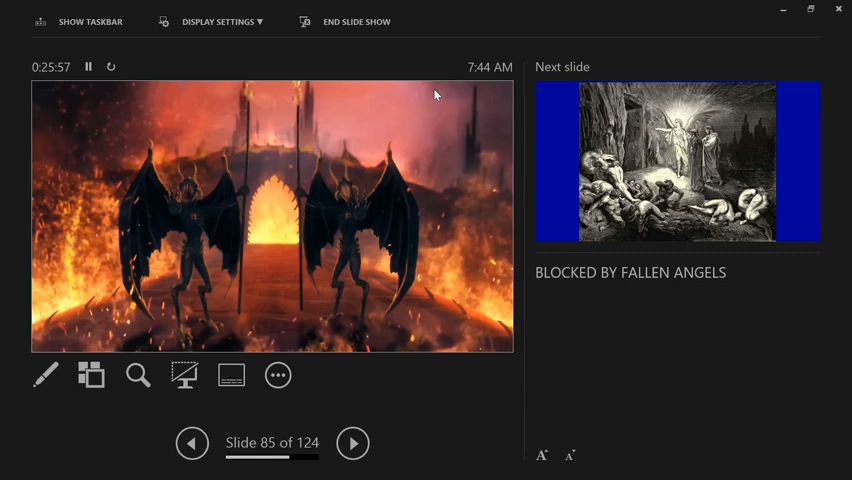 SHOW TASKBAR
DISPLAY SETTINGS ▼
END SLIDE SHOW
0:25:57
7:44 AM
Next slide
BLOCKED BY FALLEN ANGELS
Slide 85 of 124
A A